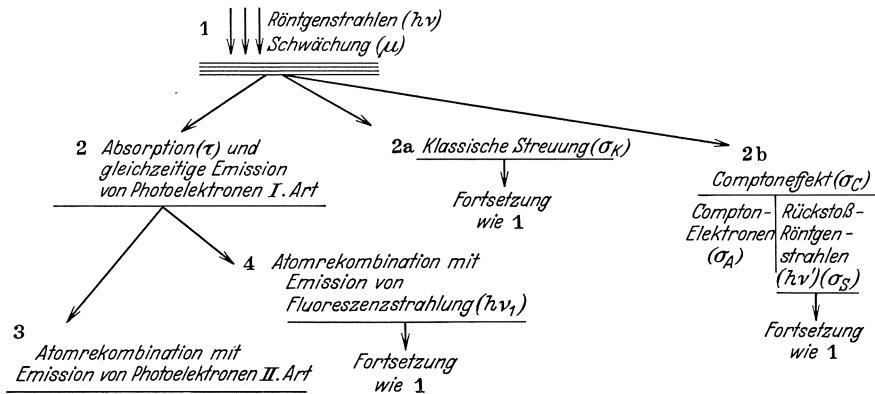 1 Röntgenstrahlen (hν)
Schwächung (μ)
2 Absorption (τ) und
gleichzeitige Emission
von Photoelektronen I. Art
2a Klassische Streuung (σK)
Fortsetzung
wie 1
2b
Comptoneffekt (σC)
Compton-
Elektronen
(σA)
Rückstoß-
Röntgen-
strahlen
(hν') (σS)
Fortsetzung
wie 1
4 Atomrekombination mit
Emission von
Fluoreszenzstrahlung (hν1)
Fortsetzung
wie 1
3
Atomrekombination mit
Emission von Photoelektronen II. Art